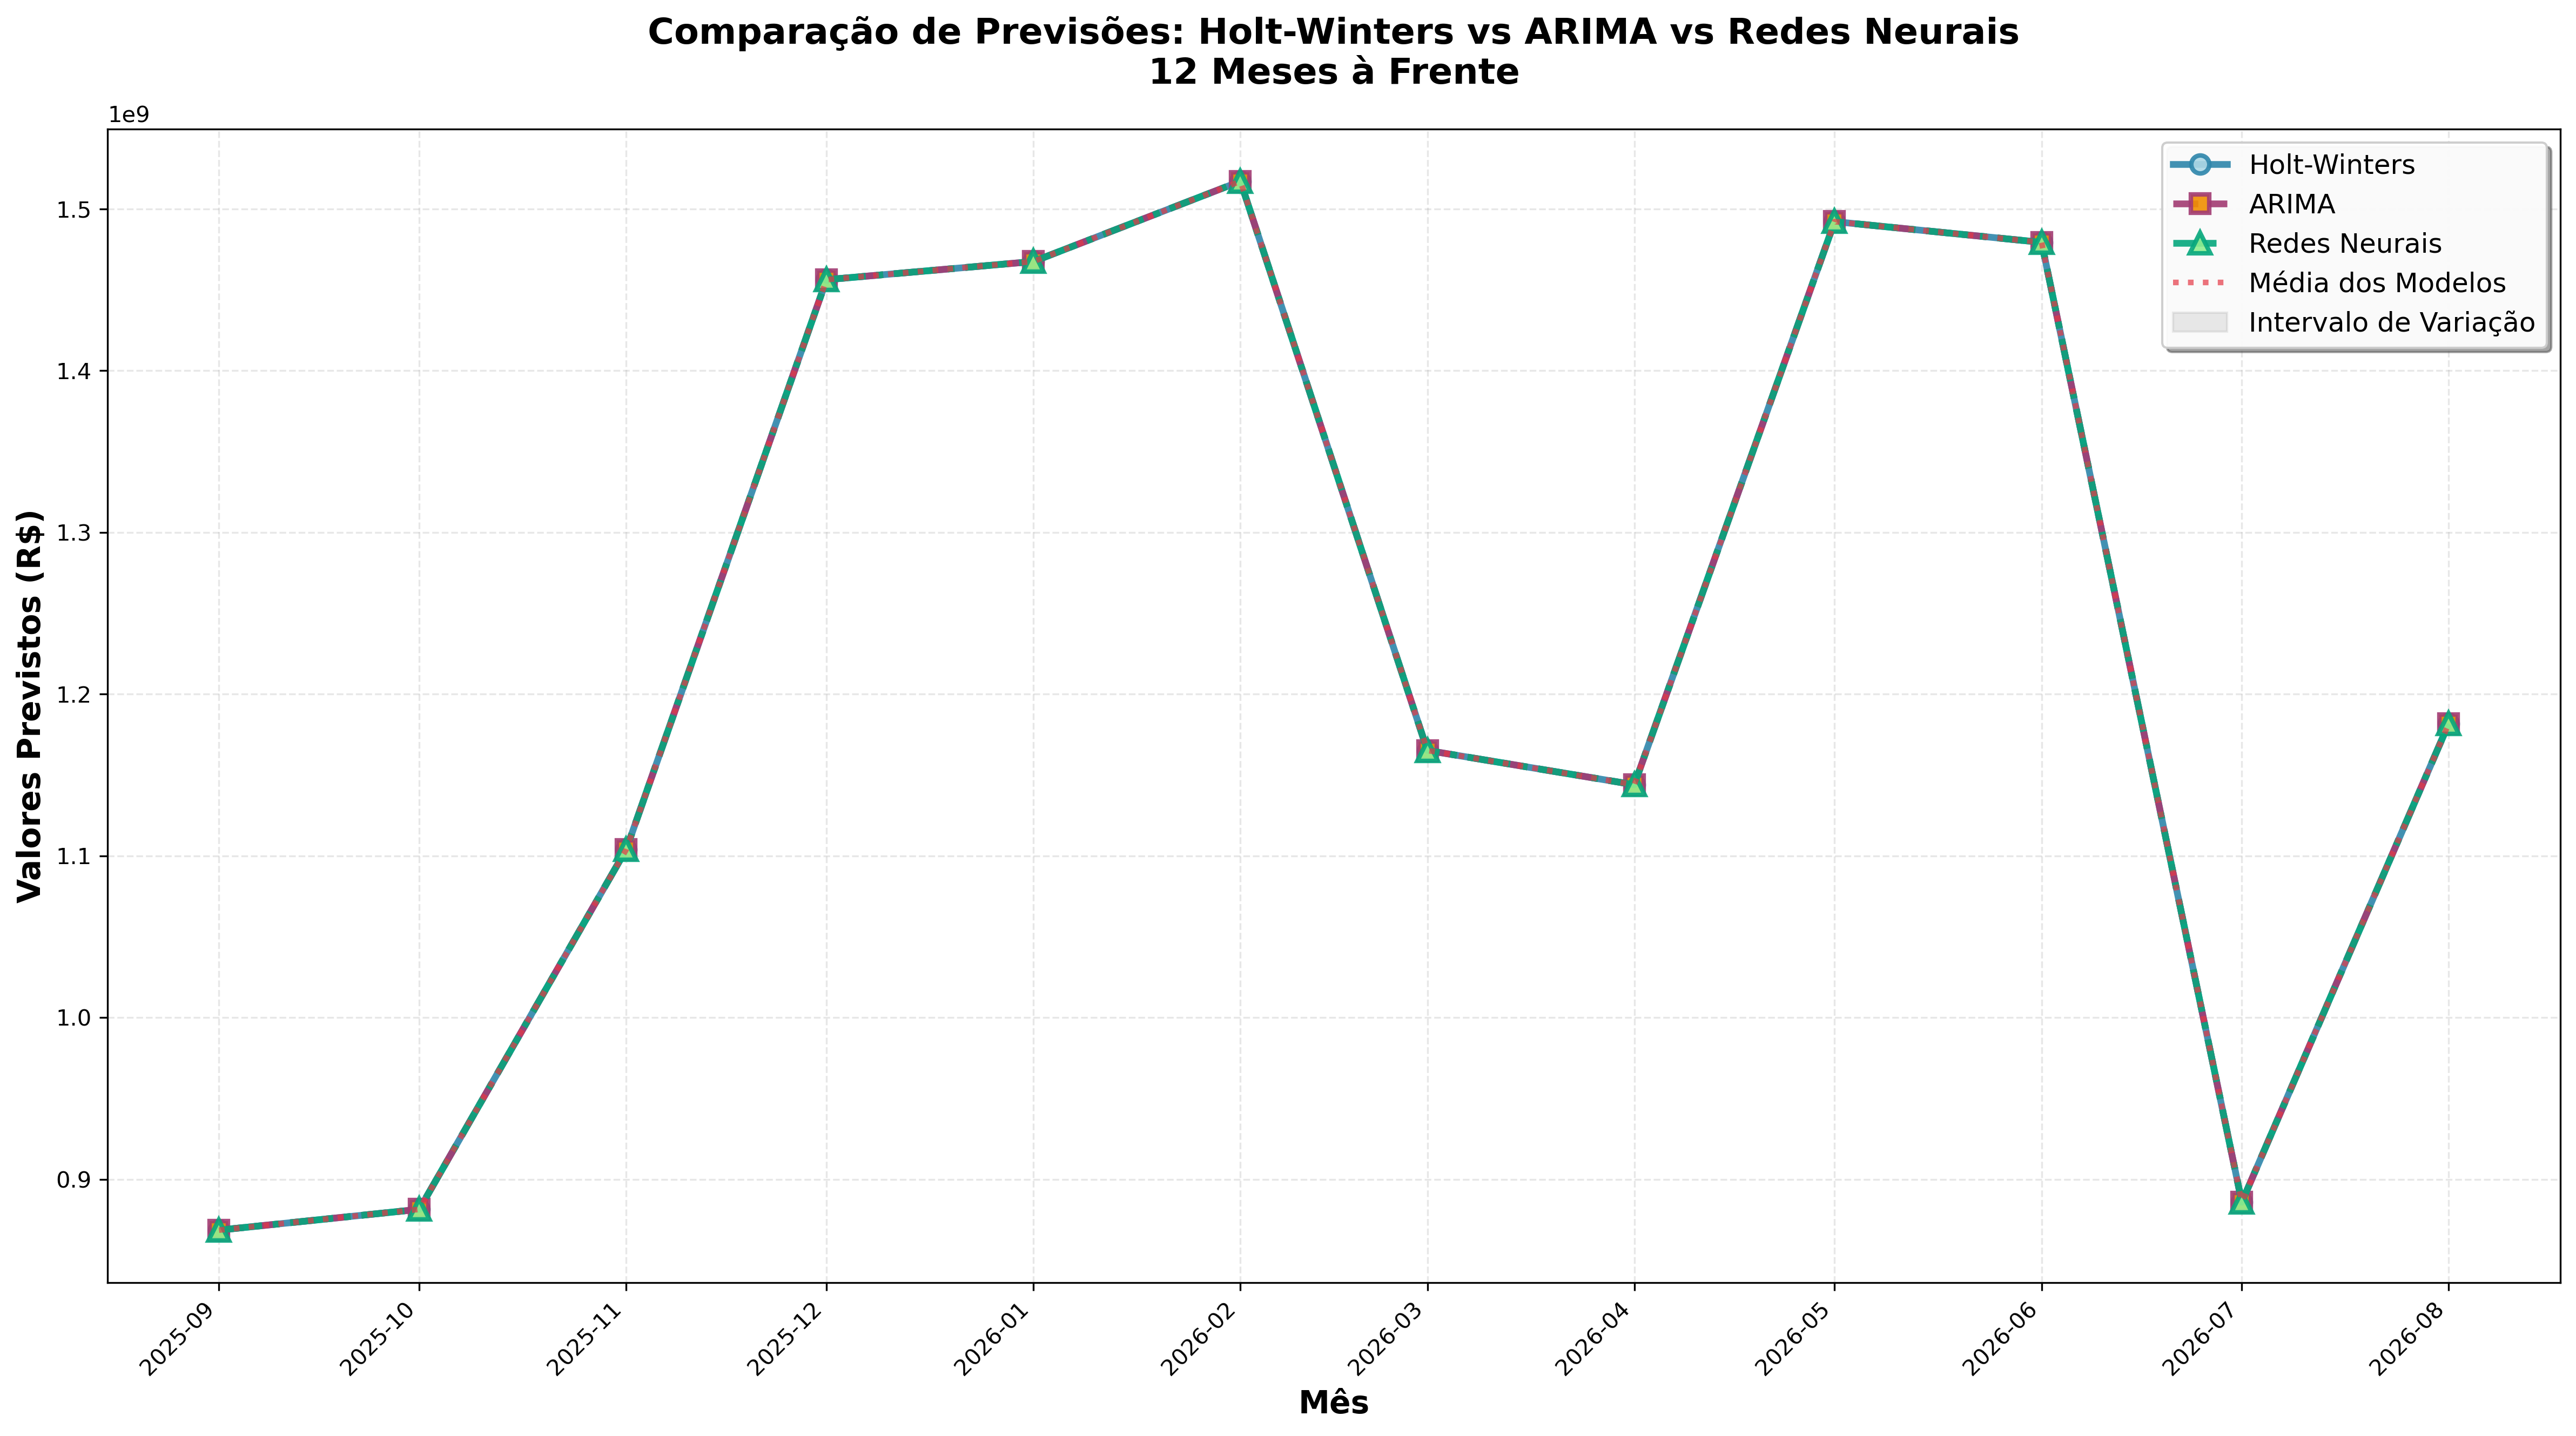 Comparação de Previsões: Holt-Winters vs ARIMA vs Redes Neurais
12 Meses à Frente
1e9
Holt-Winters
ARIMA
Redes Neurais
Média dos Modelos
Intervalo de Variação
Valores Previstos (R$)
1.5
1.4
1.3
1.2
1.1
1.0
0.9
2025-09
2025-10
2025-11
2025-12
2026-01
2026-02
2026-03
2026-04
2026-05
2026-06
2026-07
2026-08
Mês